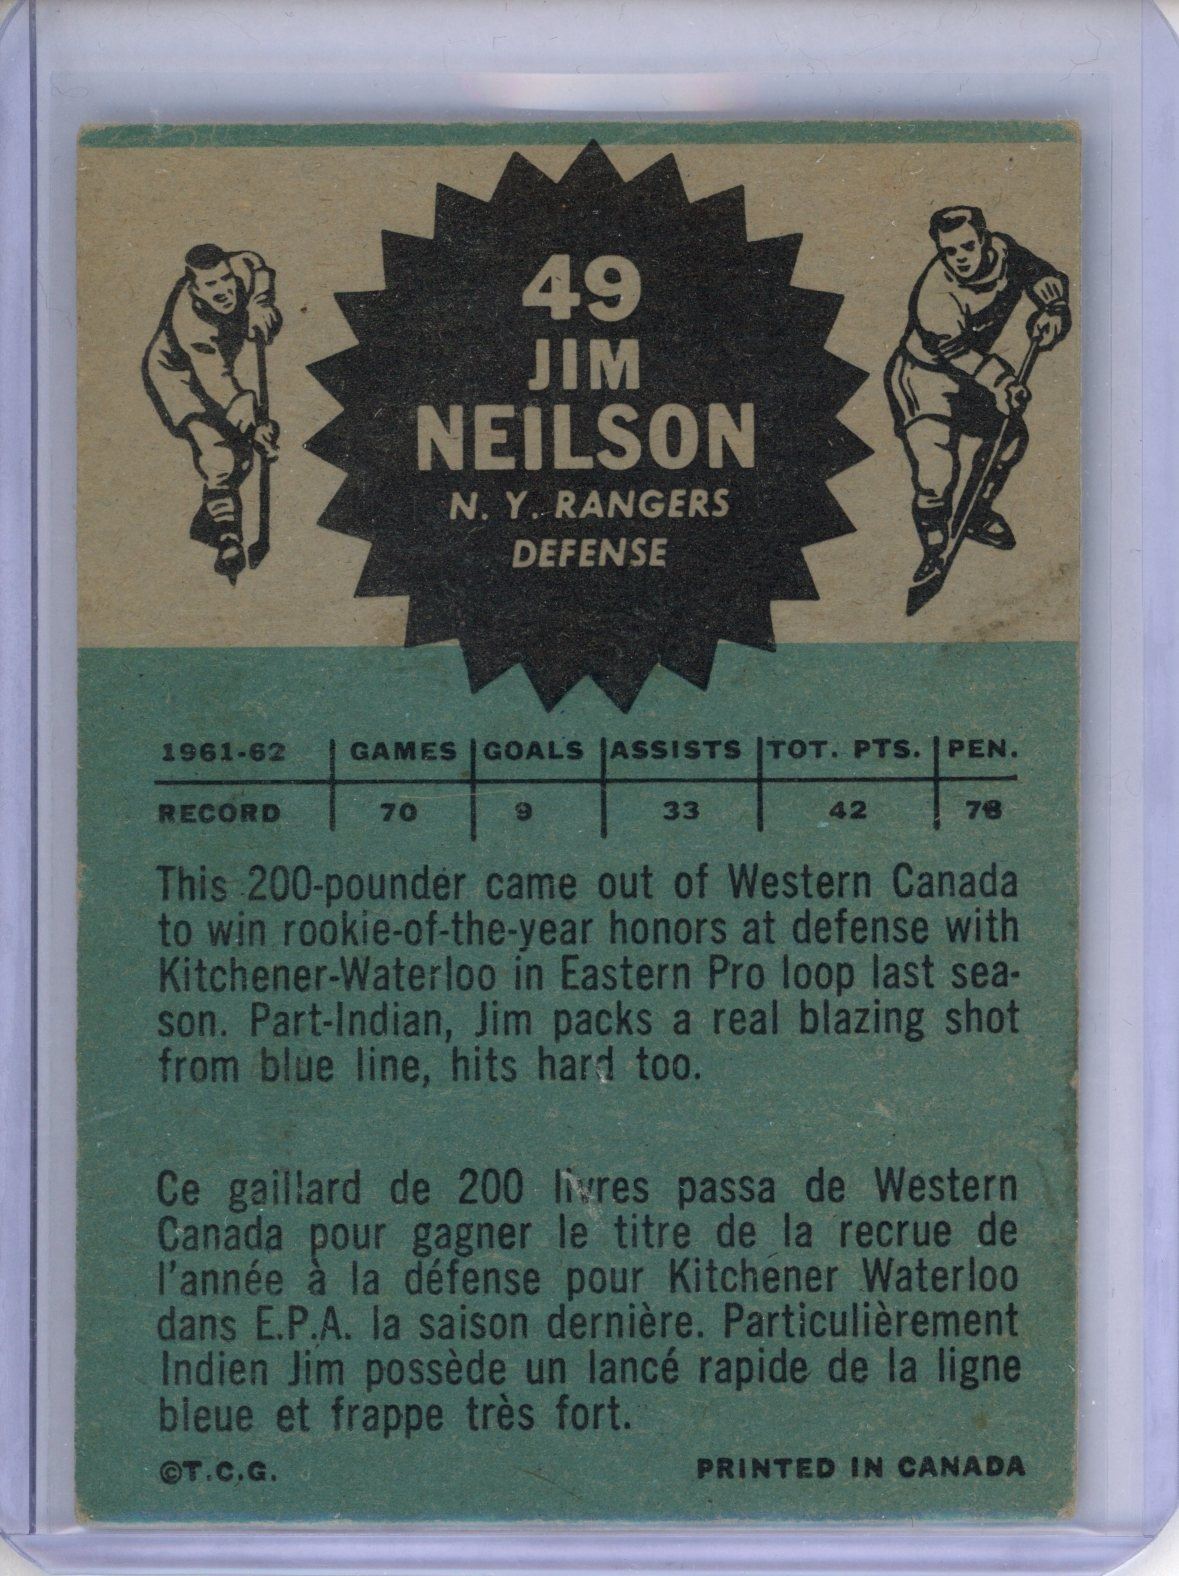 49
JIM
NEILSON
N. Y. RANGERS
DEFENSE
1961-62 GAMES GOALS ASSISTS TOT. PTS. PEN.
RECORD 70 9 33 42 78
This 200-pounder came out of Western Canada
to win rookie-of-the-year honors at defense with
Kitchener-Waterloo in Eastern Pro loop last sea-
son. Part-Indian, Jim packs a real blazing shot
from blue line, hits hard too.
Ce gaillard de 200 livres passa de Western
Canada pour gagner le titre de la recrue de
l'année à la défense pour Kitchener Waterloo
dans E.P.A. la saison dernière. Particulièrement
Indien Jim possède un lancé rapide de la ligne
bleue et frappe très fort.
©T.C.G. PRINTED IN CANADA